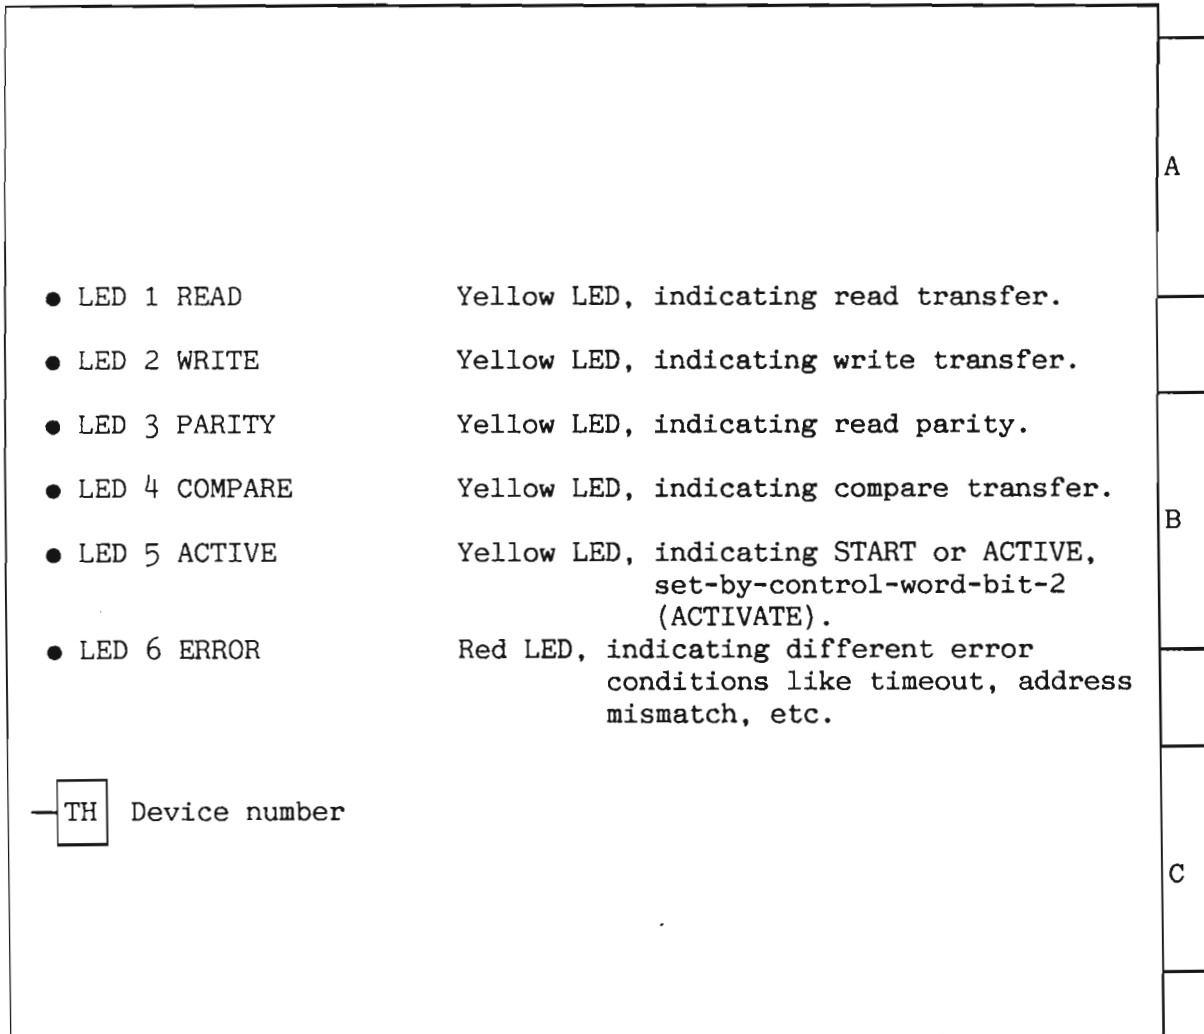 A
● LED 1 READ Yellow LED, indicating read transfer.
● LED 2 WRITE Yellow LED, indicating write transfer.
● LED 3 PARITY Yellow LED, indicating read parity.
● LED 4 COMPARE Yellow LED, indicating compare transfer.
B
● LED 5 ACTIVE Yellow LED, indicating START or ACTIVE,
set-by-control-word-bit-2
(ACTIVATE).
● LED 6 ERROR Red LED, indicating different error
conditions like timeout, address
mismatch, etc.
TH Device number
C